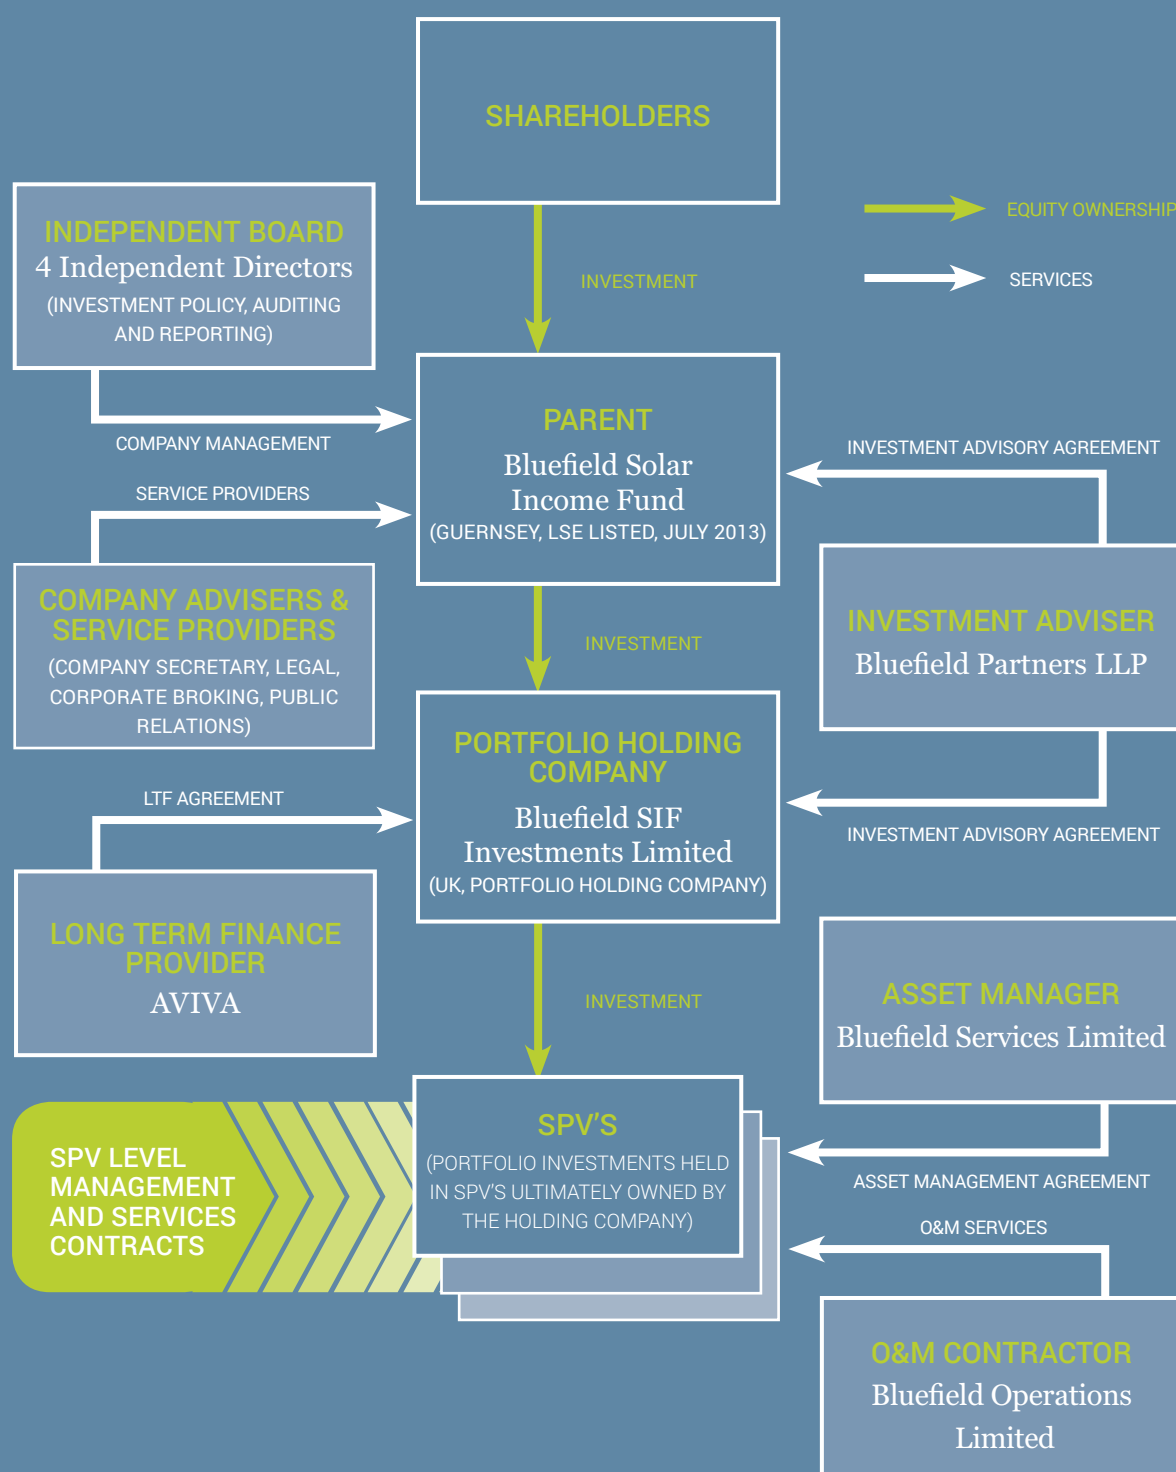 SHAREHOLDERS
EQUITY OWNERSHIP
SERVICES
INDEPENDENT BOARD
4 Independent Directors
(INVESTMENT POLICY, AUDITING
AND REPORTING)
INVESTMENT
COMPANY MANAGEMENT
PARENT
Bluefield Solar
Income Fund
(GUERNSEY, LSE LISTED, JULY 2013)
INVESTMENT ADVISORY AGREEMENT
SERVICE PROVIDERS
COMPANY ADVISERS &
SERVICE PROVIDERS
(COMPANY SECRETARY, LEGAL,
CORPORATE BROKING, PUBLIC
RELATIONS)
INVESTMENT
INVESTMENT ADVISER
Bluefield Partners LLP
PORTFOLIO HOLDING
COMPANY
Bluefield SIF
Investments Limited
(UK, PORTFOLIO HOLDING COMPANY)
LTF AGREEMENT
INVESTMENT ADVISORY AGREEMENT
LONG TERM FINANCE
PROVIDER
AVIVA
INVESTMENT
ASSET MANAGER
Bluefield Services Limited
SPV LEVEL
MANAGEMENT
AND SERVICES
CONTRACTS
SPV'S
(PORTFOLIO INVESTMENTS HELD
IN SPV'S ULTIMATELY OWNED BY
THE HOLDING COMPANY)
ASSET MANAGEMENT AGREEMENT
O&M SERVICES
O&M CONTRACTOR
Bluefield Operations
Limited